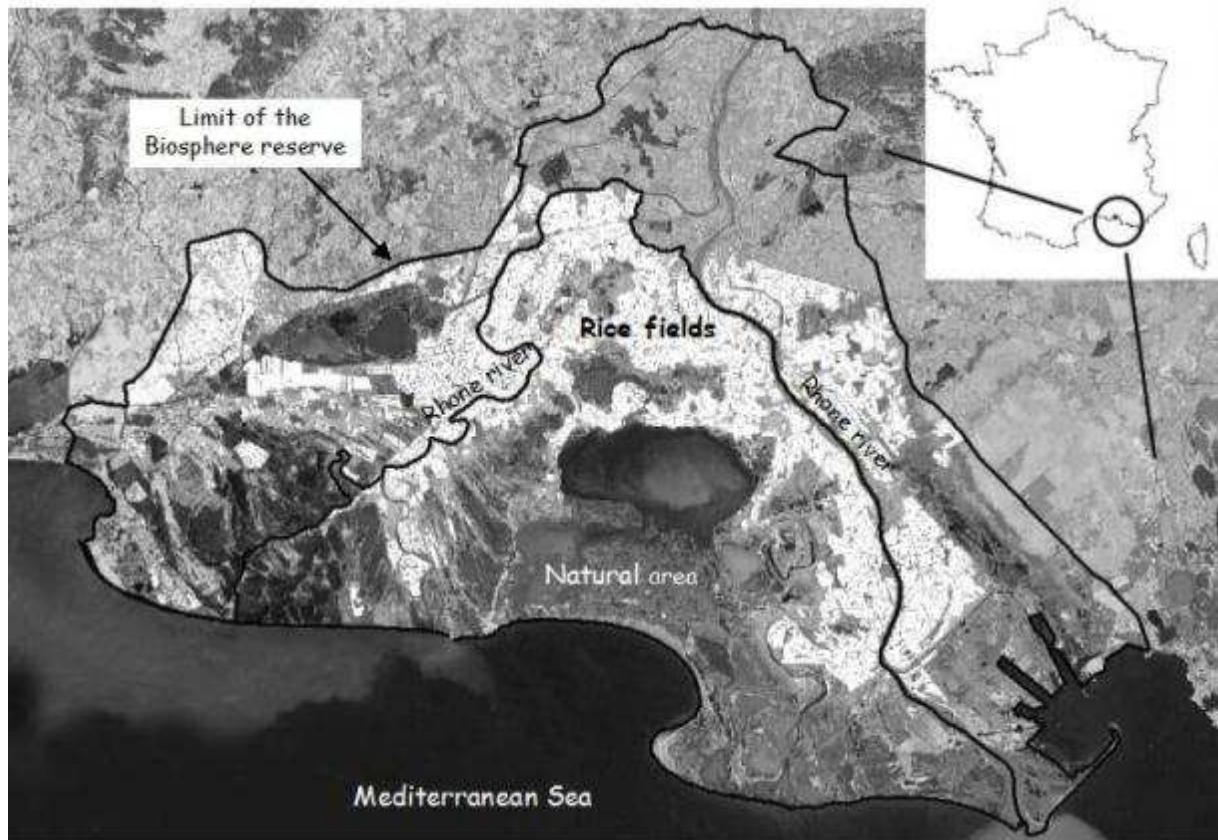 Limit of the
Biosphere reserve
Rice fields
Rhone river
Rhone river
Natural area
Mediterranean Sea